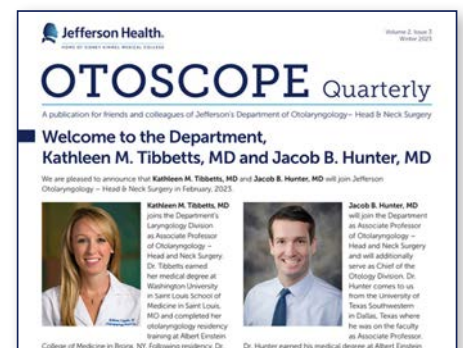 Jefferson Health.
HOME OF SIDNEY KIMMEL MEDICAL COLLEGE
Volume 2, Issue 3
Winter 2023
OTOSCOPE Quarterly
A publication for friends and colleagues of Jefferson's Department of Otolaryngology– Head & Neck Surgery
Welcome to the Department,
Kathleen M. Tibbetts, MD and Jacob B. Hunter, MD
We are pleased to announce that Kathleen M. Tibbetts, MD and Jacob B. Hunter, MD will join Jefferson
Otolaryngology – Head & Neck Surgery in February, 2023.
Kathleen M. Tibbetts, MD
joins the Department's
Laryngology Division
as Associate Professor
of Otolaryngology –
Head and Neck Surgery.
Dr. Tibbetts earned
her medical degree at
Washington University
in Saint Louis School of
Medicine in Saint Louis,
MO and completed her
otolaryngology residency
training at Albert Einstein
College of Medicine in Bronx, NY. Following residency, Dr.
Jacob B. Hunter, MD
will join the Department
as Associate Professor
of Otolaryngology –
Head and Neck Surgery
and will additionally
serve as Chief of the
Otology Division. Dr.
Hunter comes to us
from the University of
Texas Southwestern
in Dallas, Texas where
he was on the faculty
as Associate Professor.
Dr. Hunter earned his medical degree at Albert Einstein